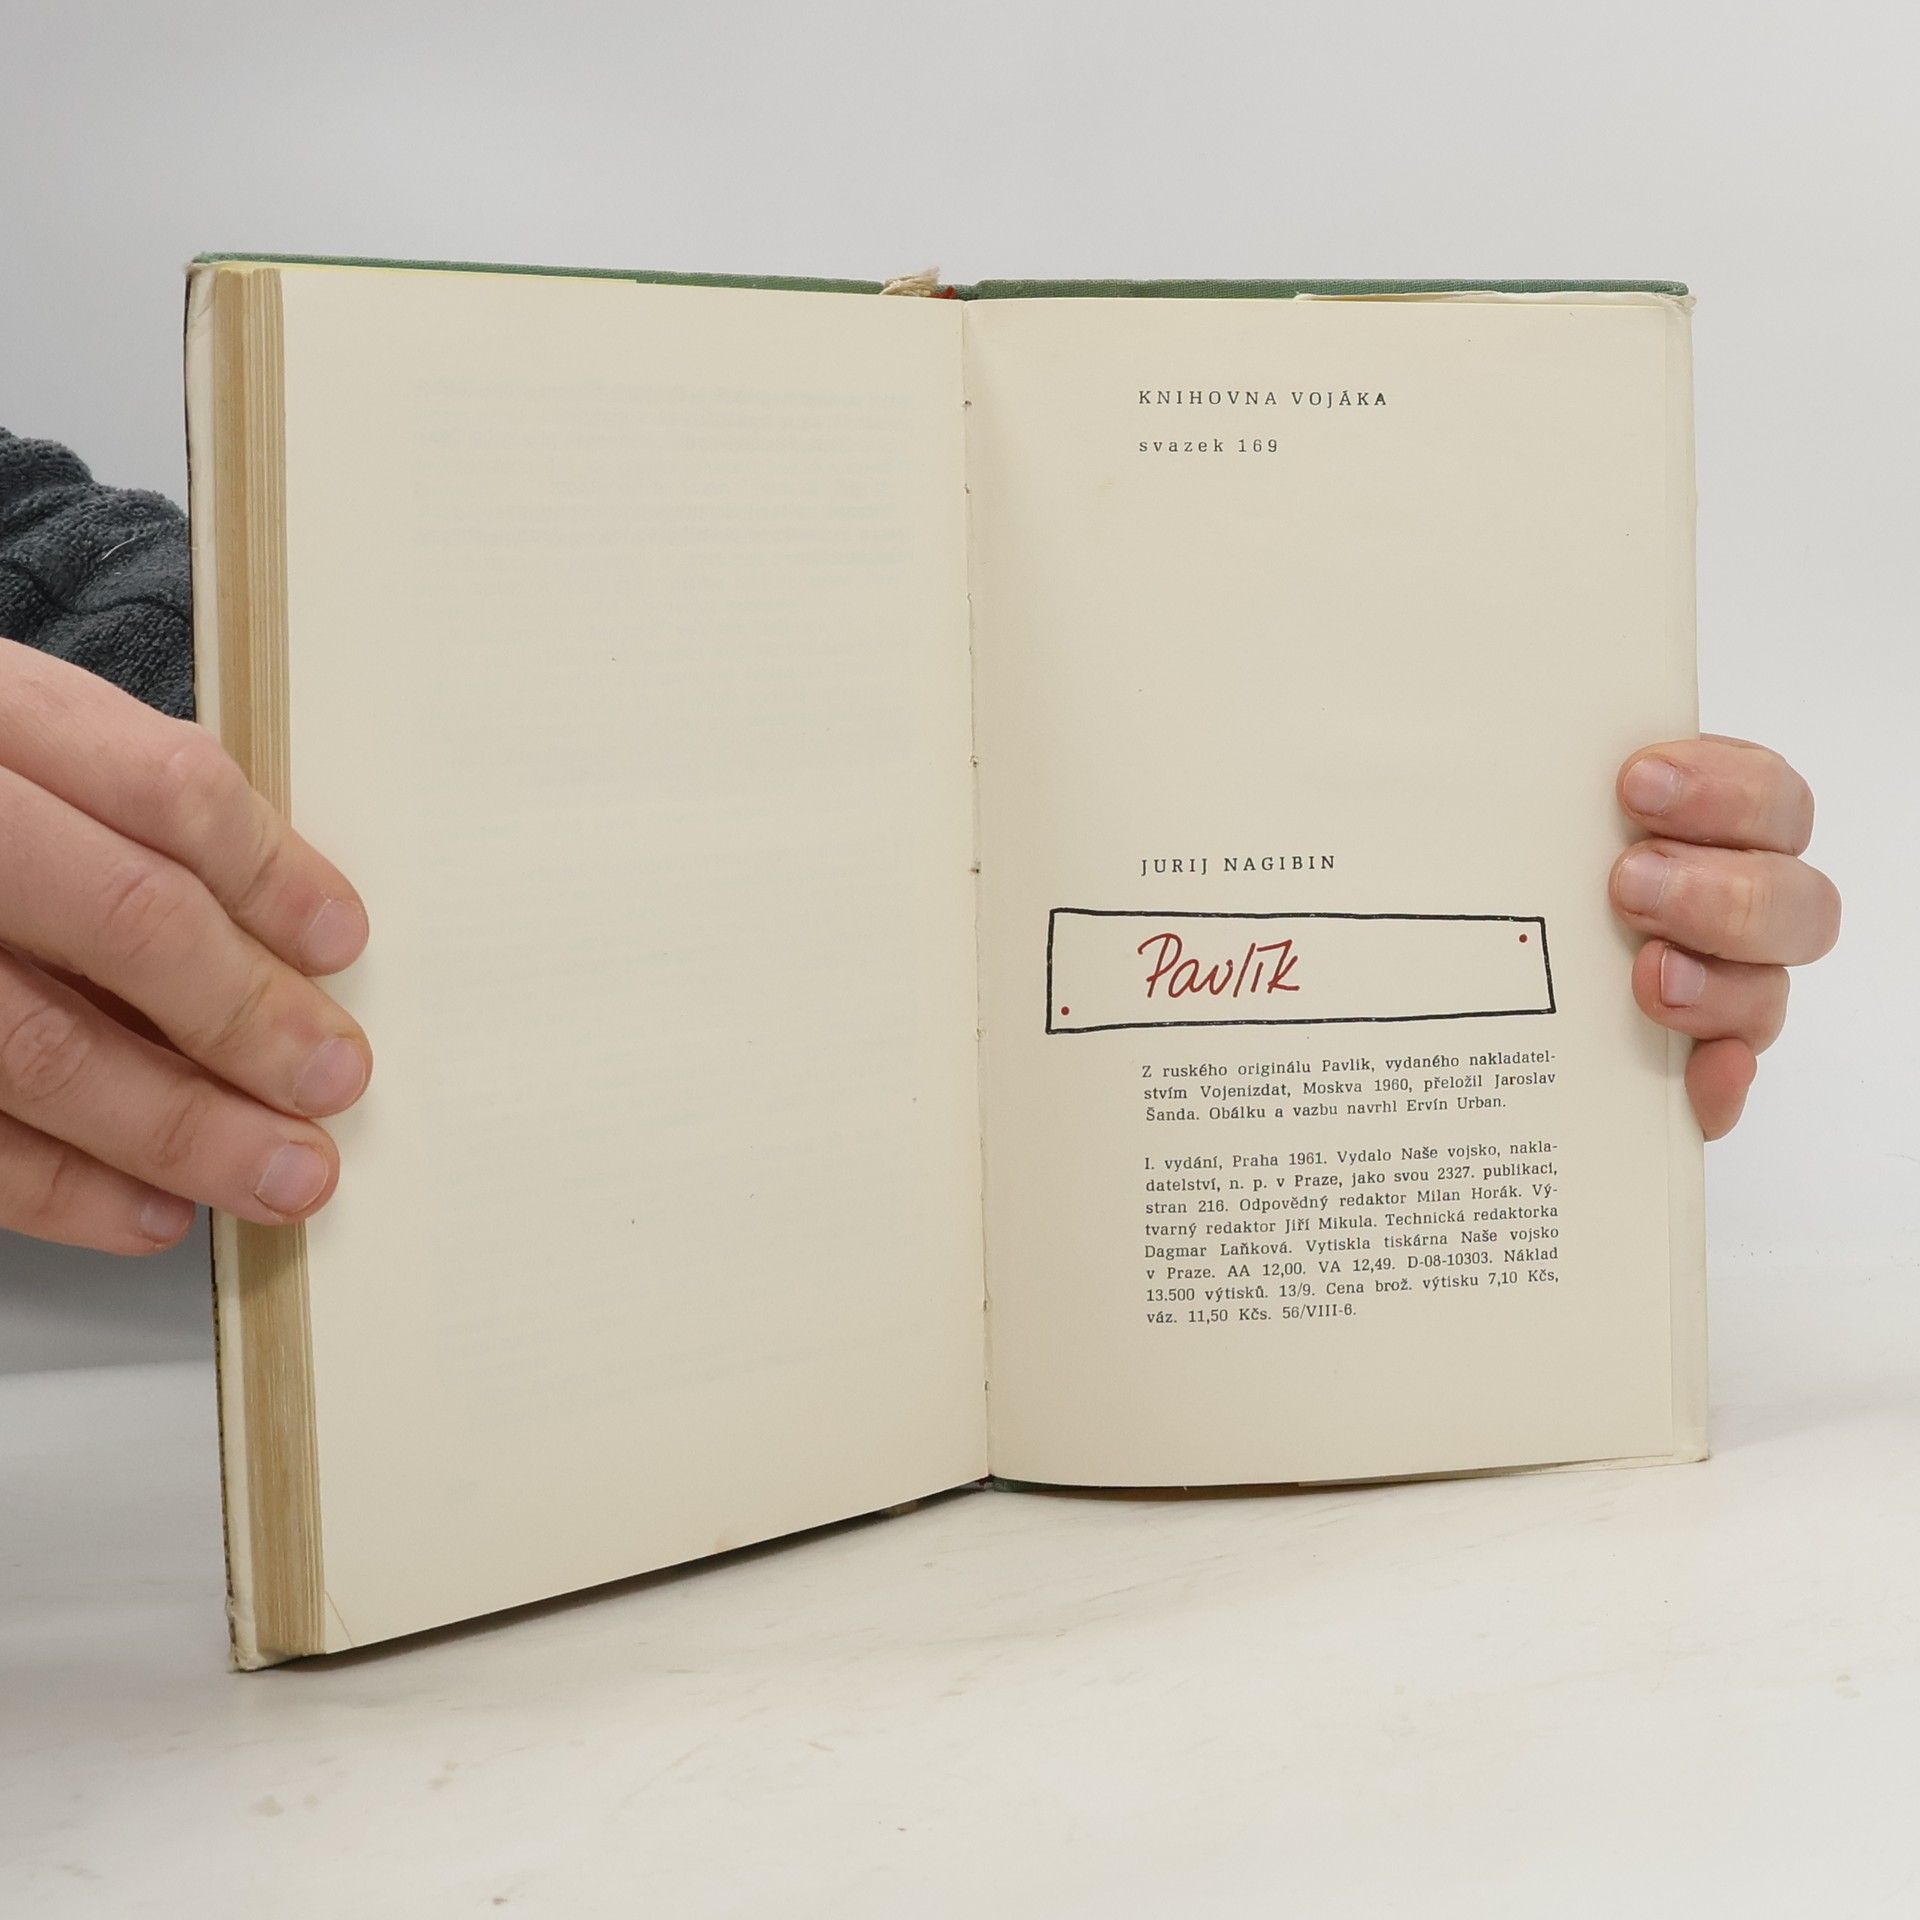 KNIHOVNA VOJÁKA
svazek 169
JURIJ NAGIBIN
Pavlík
Z ruského originálu Pavlik, vydaného nakladatel-
stvím Vojenizdat, Moskva 1960, přeložil Jaroslav
Šanda. Obálku a vazbu navrhl Ervín Urban.
I. vydání, Praha 1961. Vydalo Naše vojsko, nakla-
datelství, n. p. v Praze, jako svou 2327. publikaci,
stran 216. Odpovědný redaktor Milan Horák. Vý-
tvarný redaktor Jiří Mikula. Technická redaktorka
Dagmar Laňková. Vytiskla tiskárna Naše vojsko
v Praze. AA 12,00. VA 12,49. D-08-10303. Náklad
13.500 výtisků. 13/9. Cena brož. výtisku 7,10 Kčs,
váz. 11,50 Kčs. 56/VIII-6.